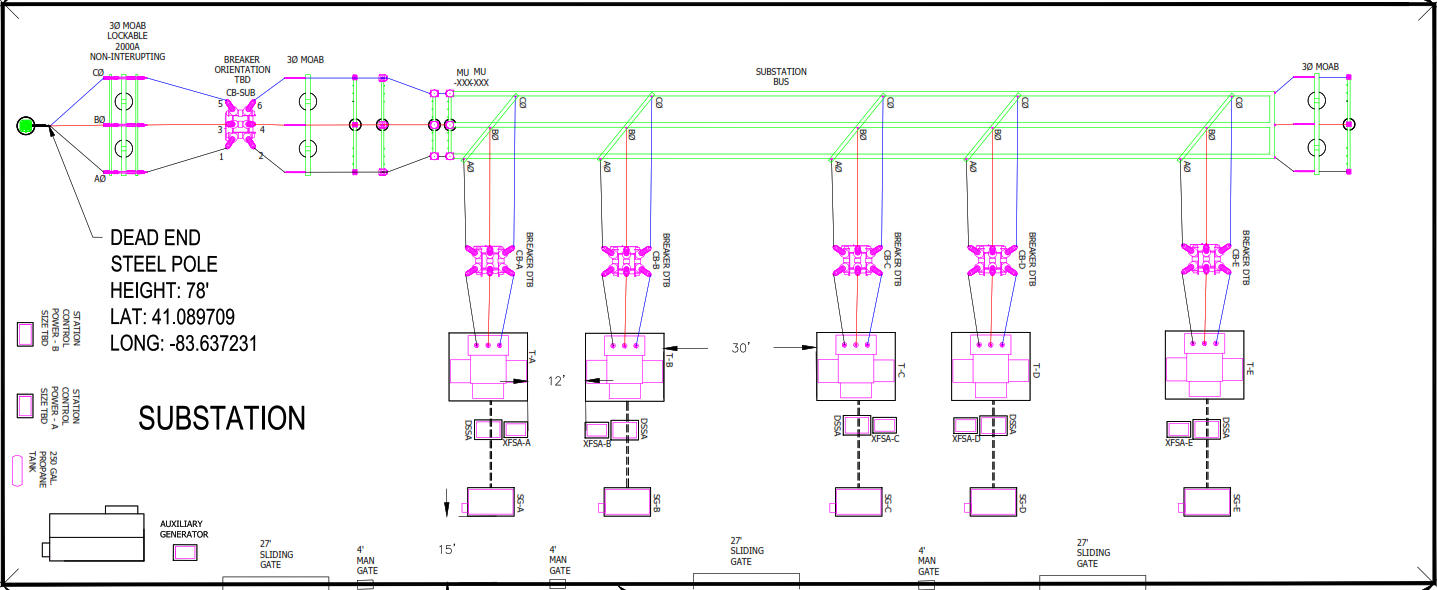 3Ø MOAB
LOCKABLE
2000A
NON-INTERUPTING
CØ
BØ
AØ
BREAKER
ORIENTATION
TBD
CB-SUB
5
6
3
4
1
2
3Ø MOAB
MU MU
-XXX-XXX
SUBSTATION
BUS
3Ø MOAB
CØ
BØ
AØ
CØ
BØ
AØ
CØ
BØ
AØ
CØ
BØ
AØ
CØ
BØ
AØ
DEAD END
STEEL POLE
HEIGHT: 78'
LAT: 41.089709
LONG: -83.637231
BREAKER DTB
CB-A
BREAKER DTB
CB-B
BREAKER DTB
CB-C
BREAKER DTB
CB-D
BREAKER DTB
CB-E
STATION
CONTROL
POWER - B
SIZE TBD
STATION
CONTROL
POWER - A
SIZE TBD
250 GAL.
PROPANE
TANK
SUBSTATION
T-A
T-B
T-C
T-D
T-E
12'
30'
DSSA
XFSA-A
DSSA
XFSA-B
DSSA
XFSA-C
DSSA
XFSA-D
DSSA
XFSA-E
SG-A
SG-B
SG-C
SG-D
SG-E
AUXILIARY
GENERATOR
15'
27'
SLIDING
GATE
4'
MAN
GATE
4'
MAN
GATE
27'
SLIDING
GATE
4'
MAN
GATE
27'
SLIDING
GATE